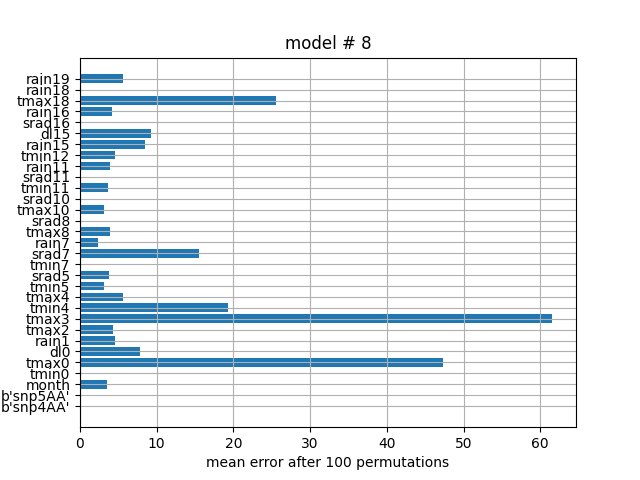 model # 8
rain19
rain18
tmax18
rain16
srad16
dl15
rain15
tmin12
rain11
srad11
tmin11
srad10
tmax10
srad8
tmax8
rain7
srad7
tmin7
srad5
tmin5
tmax4
tmin4
tmax3
tmax2
rain1
dl0
tmax0
tmin0
month
b'snp5AA'
b'snp4AA'
0 10 20 30 40 50 60
mean error after 100 permutations